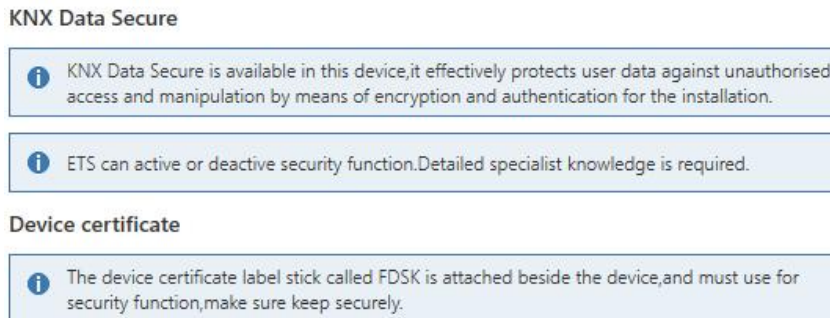 KNX Data Secure
KNX Data Secure is available in this device,it effectively protects user data against unauthorised
access and manipulation by means of encryption and authentication for the installation.
ETS can active or deactive security function.Detailed specialist knowledge is required.
Device certificate
The device certificate label stick called FDSK is attached beside the device,and must use for
security function,make sure keep securely.